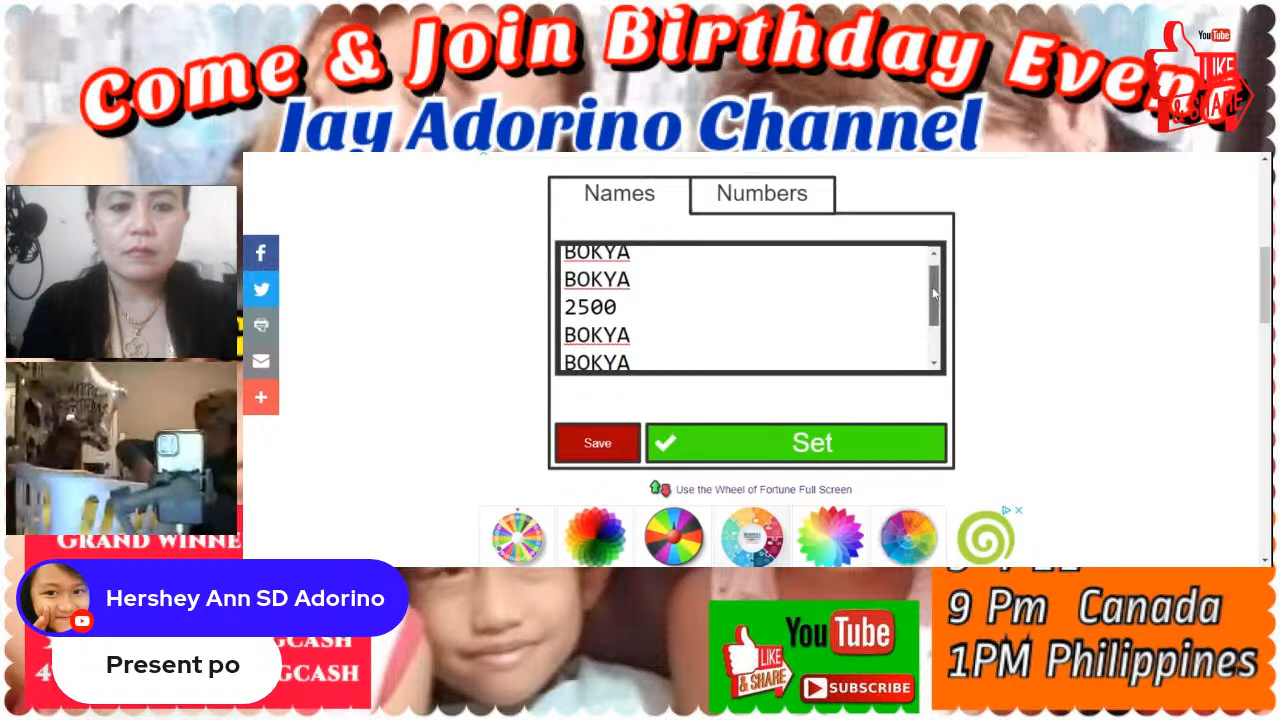 Come & Join Birthday Even
Jay Adorino Channel
YouTube
LIKE
& SHARE
Names
Numbers
BOKYA
BOKYA
2500
BOKYA
BOKYA
Save
Set
Use the Wheel of Fortune Full Screen
GRAND WINNE
Hershey Ann SD Adorino
Present po
GCASH
4
GCASH
YouTube
LIKE
& SHARE
SUBSCRIBE
9 Pm Canada
1PM Philippines